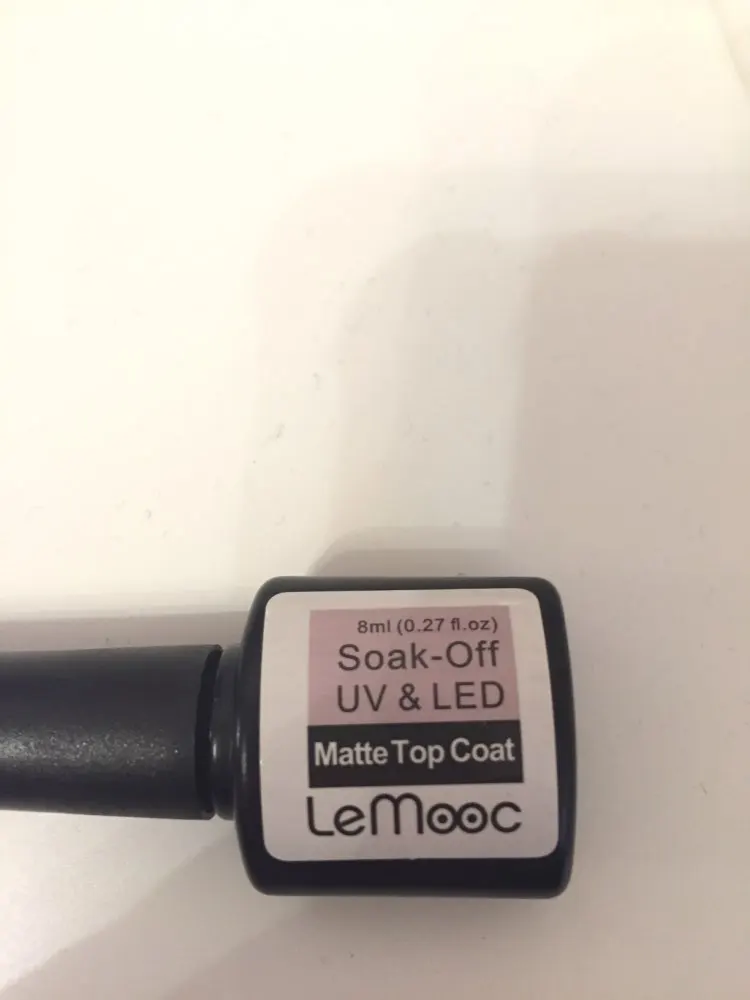 8ml (0.27 fl.oz)
Soak-Off
UV & LED
Matte Top Coat
LeMooc